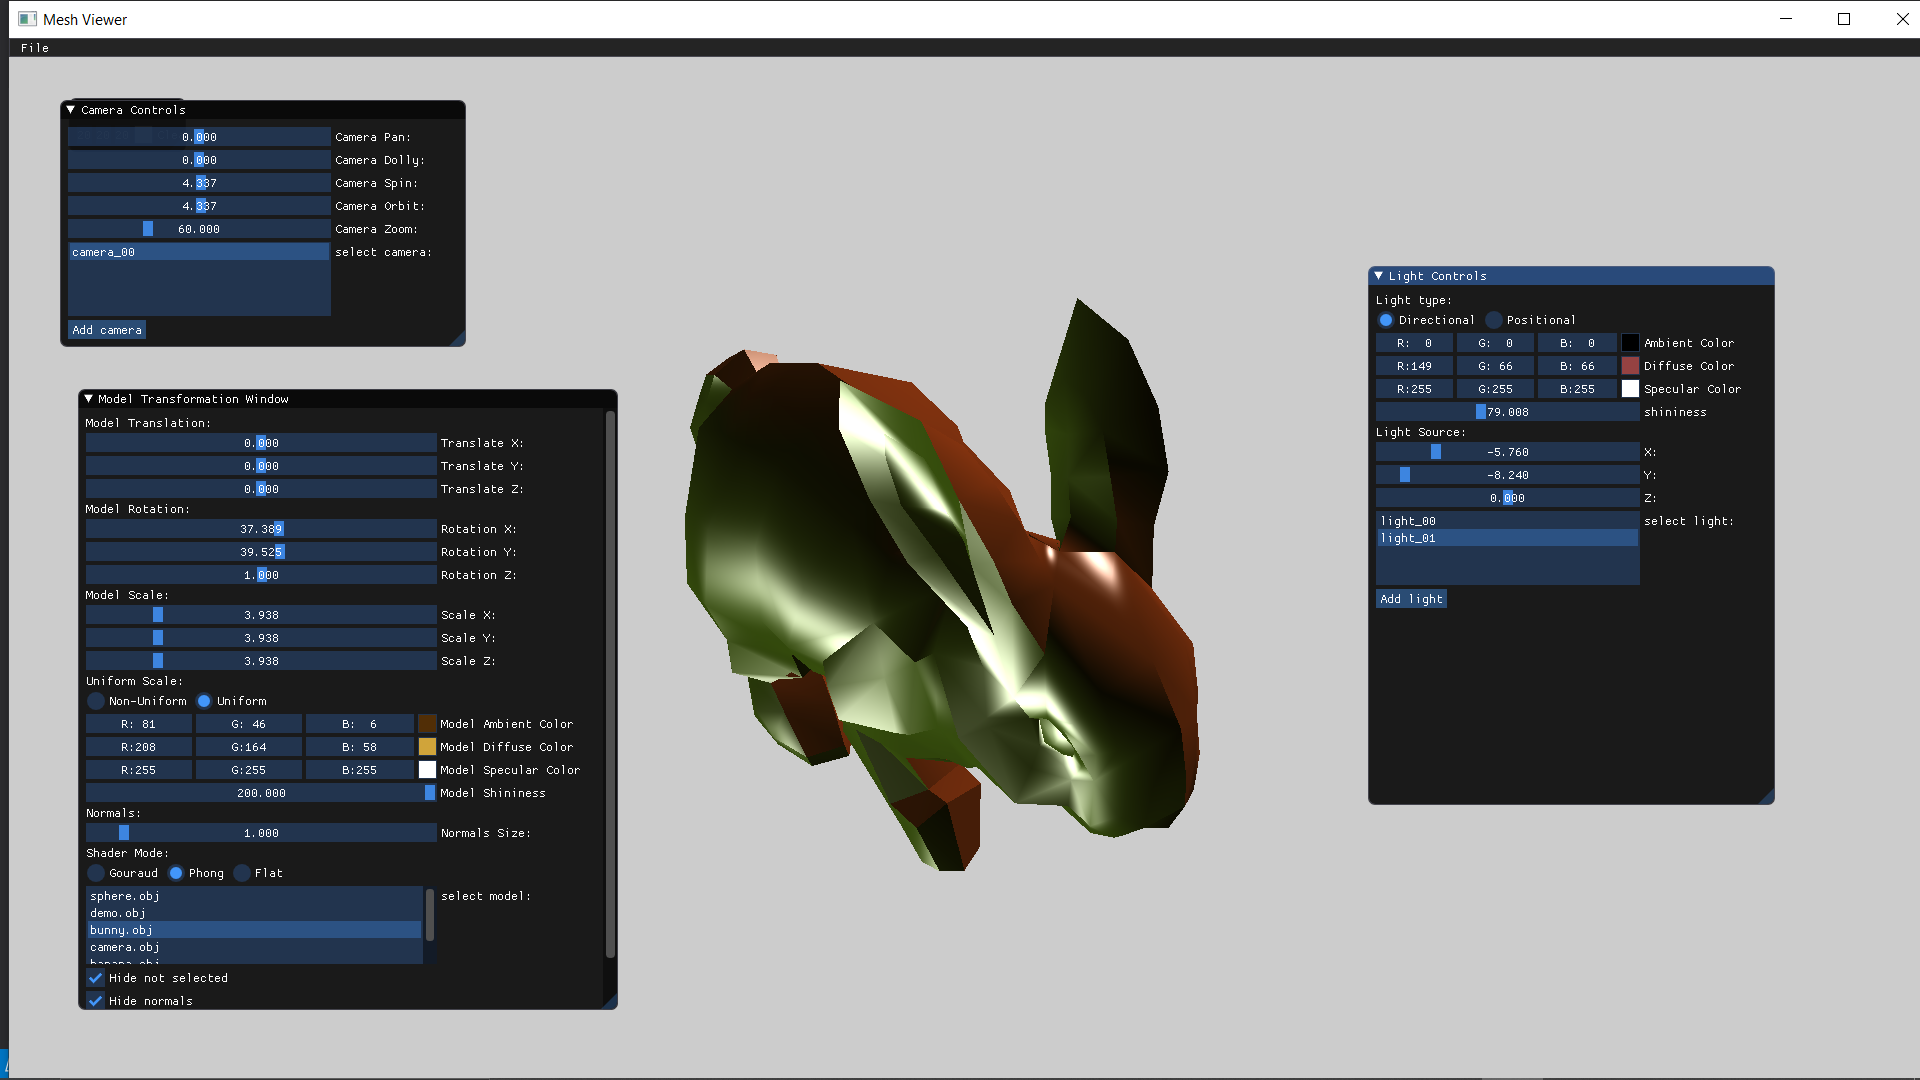 Mesh Viewer
File
Camera Controls
0.000 Camera Pan:
0.000 Camera Dolly:
4.337 Camera Spin:
4.337 Camera Orbit:
60.000 Camera Zoom:
camera_00 select camera:
Add camera
Model Transformation Window
Model Translation:
0.000 Translate X:
0.000 Translate Y:
0.000 Translate Z:
Model Rotation:
37.389 Rotation X:
39.525 Rotation Y:
1.000 Rotation Z:
Model Scale:
3.938 Scale X:
3.938 Scale Y:
3.938 Scale Z:
Uniform Scale:
Non-Uniform Uniform
R: 81 G: 46 B: 6 Model Ambient Color
R:208 G:164 B: 58 Model Diffuse Color
R:255 G:255 B:255 Model Specular Color
200.000 Model Shininess
Normals:
1.000 Normals Size:
Shader Mode:
Gouraud Phong Flat
sphere.obj select model:
demo.obj
bunny.obj
camera.obj
banana.obj
Hide not selected
Hide normals
Light Controls
Light type:
Directional Positional
R: 0 G: 0 B: 0 Ambient Color
R:149 G: 66 B: 66 Diffuse Color
R:255 G:255 B:255 Specular Color
79.008 shininess
Light Source:
-5.760 X:
-8.240 Y:
0.000 Z:
light_00 select light:
light_01
Add light